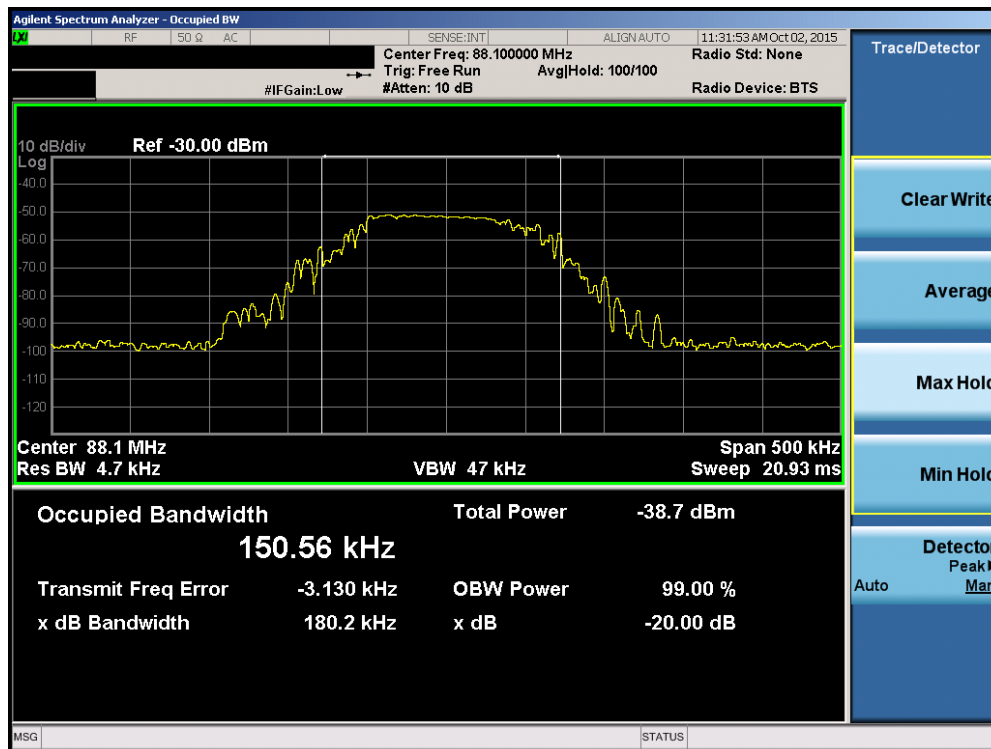 Agilent Spectrum Analyzer - Occupied BW
LXI RF 50 Ω AC SENSE:INT ALIGN AUTO 11:31:53 AM Oct 02, 2015
Center Freq: 88.100000 MHz Radio Std: None
Trig: Free Run Avg|Hold: 100/100
#IFGain:Low #Atten: 10 dB Radio Device: BTS
10 dB/div Ref -30.00 dBm
Log
-40.0
-50.0
-60.0
-70.0
-80.0
-90.0
-100
-110
-120
Center 88.1 MHz Span 500 kHz
Res BW 4.7 kHz VBW 47 kHz Sweep 20.93 ms
Occupied Bandwidth Total Power -38.7 dBm
150.56 kHz
Transmit Freq Error -3.130 kHz OBW Power 99.00 %
x dB Bandwidth 180.2 kHz x dB -20.00 dB
MSG STATUS
Trace/Detector
Clear Write
Average
Max Hold
Min Hold
Detector
Peak
Auto Man